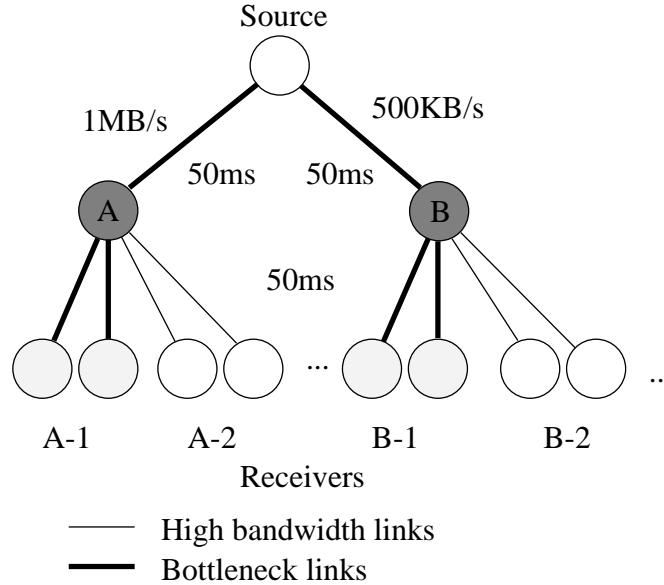 Source
1MB/s
500KB/s
50ms
50ms
A
B
50ms
...
..
A-1
A-2
B-1
B-2
Receivers
High bandwidth links
Bottleneck links